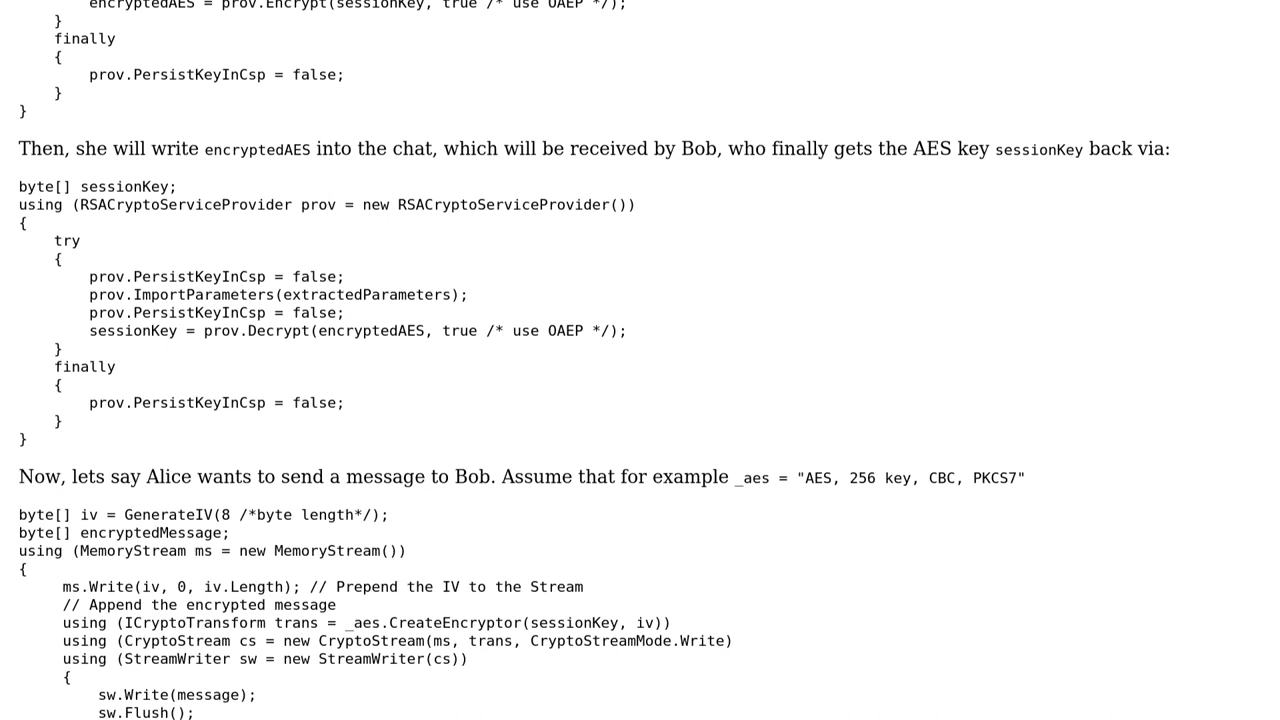 encryptedAES = prov.Encrypt(sessionKey, true /* use OAEP */);
}
finally
{
prov.PersistKeyInCsp = false;
}
}
Then, she will write encryptedAES into the chat, which will be received by Bob, who finally gets the AES key sessionKey back via:
byte[] sessionKey;
using (RSACryptoServiceProvider prov = new RSACryptoServiceProvider())
{
try
{
prov.PersistKeyInCsp = false;
prov.ImportParameters(extractedParameters);
prov.PersistKeyInCsp = false;
sessionKey = prov.Decrypt(encryptedAES, true /* use OAEP */);
}
finally
{
prov.PersistKeyInCsp = false;
}
}
Now, lets say Alice wants to send a message to Bob. Assume that for example _aes = "AES, 256 key, CBC, PKCS7"
byte[] iv = GenerateIV(8 /*byte length*/);
byte[] encryptedMessage;
using (MemoryStream ms = new MemoryStream())
{
ms.Write(iv, 0, iv.Length); // Prepend the IV to the Stream
// Append the encrypted message
using (ICryptoTransform trans = _aes.CreateEncryptor(sessionKey, iv))
using (CryptoStream cs = new CryptoStream(ms, trans, CryptoStreamMode.Write)
using (StreamWriter sw = new StreamWriter(cs))
{
sw.Write(message);
sw.Flush();